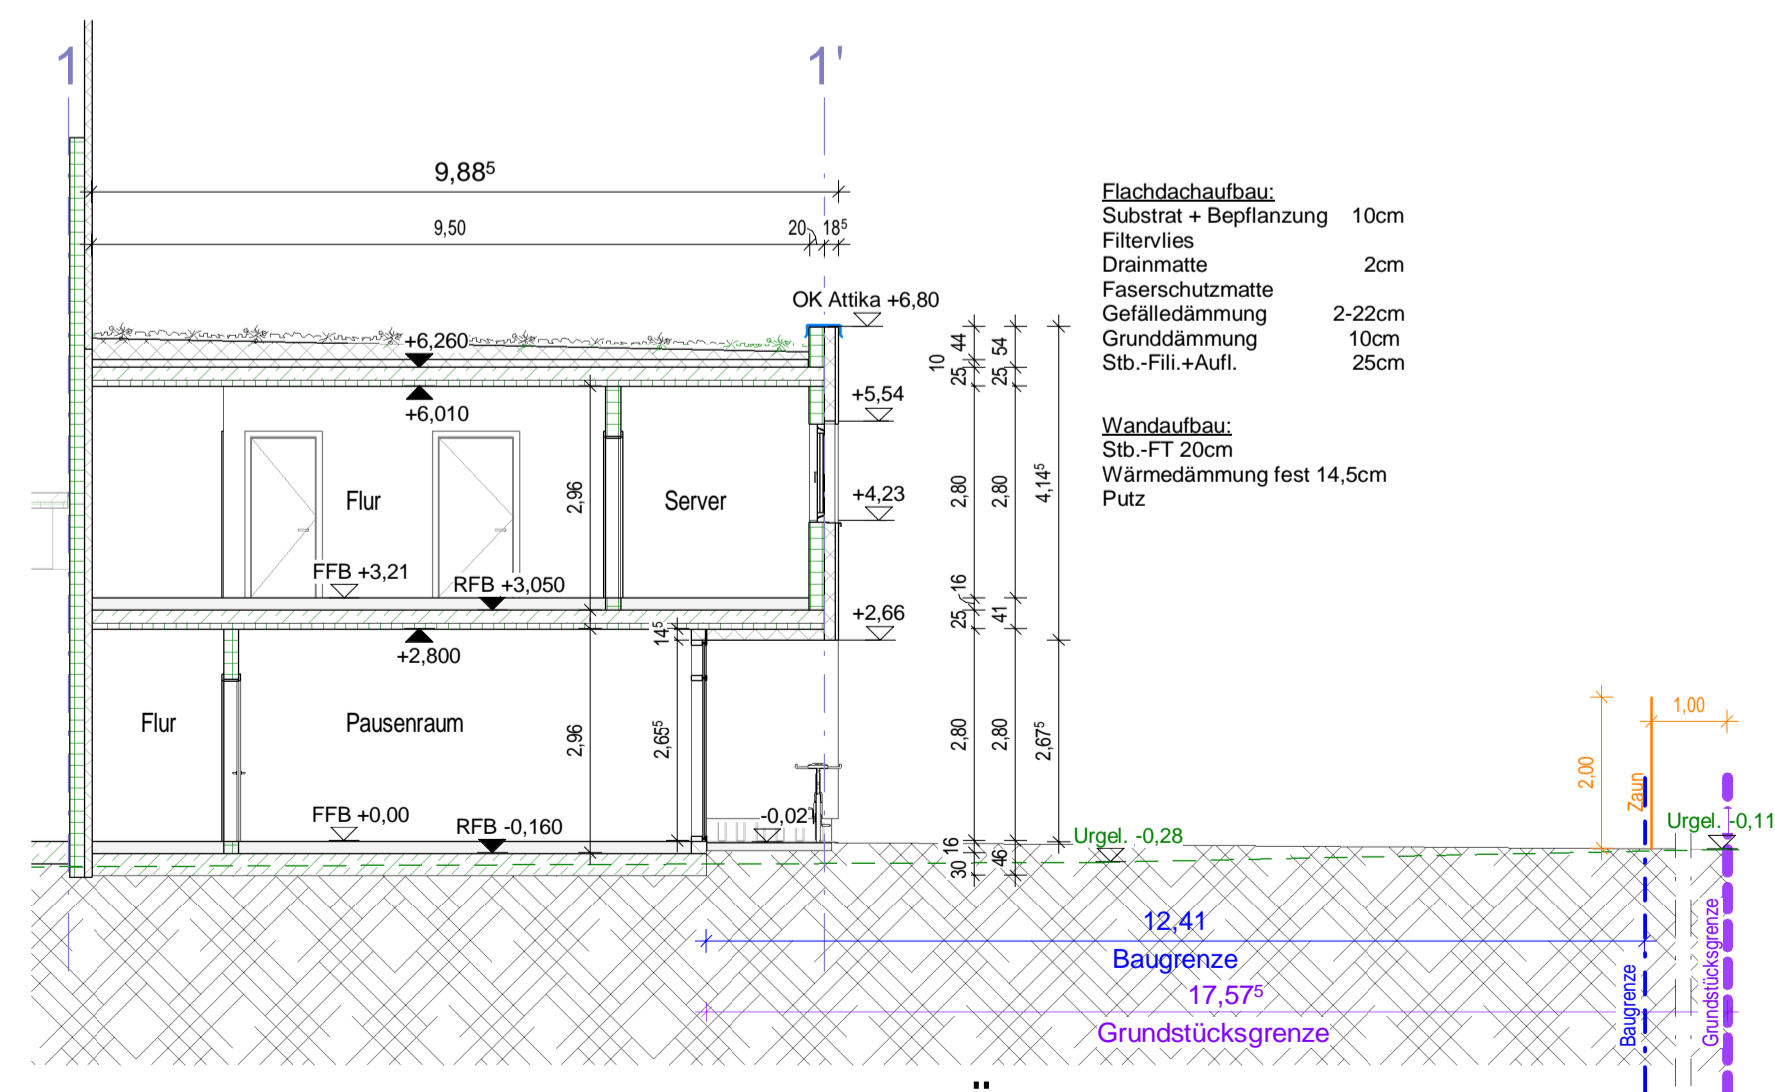 1
1'
9,88⁵
9,50
20
18⁵
Flachdachaufbau:
Substrat + Bepflanzung 10cm
Filtervlies
Drainmatte 2cm
Faserschutzmatte
Gefälledämmung 2-22cm
Grunddämmung 10cm
Stb.-Fili.+Aufl. 25cm
Wandaufbau:
Stb.-FT 20cm
Wärmedämmung fest 14,5cm
Putz
OK Attika +6,80
+6,260
+6,010
+5,54
+4,23
+2,66
10
44
25
54
25
2,80
2,80
4,14⁵
2,96
Flur
Server
FFB +3,21
RFB +3,050
16
25
41
14⁵
+2,800
Flur
Pausenraum
2,96
2,65⁵
2,80
2,80
2,67⁵
FFB +0,00
RFB -0,160
-0,02
16
30
46
Urgel. -0,28
Urgel. -0,11
2,00
1,00
Zaun
12,41
Baugrenze
17,57⁵
Grundstücksgrenze
Baugrenze
Grundstücksgrenze